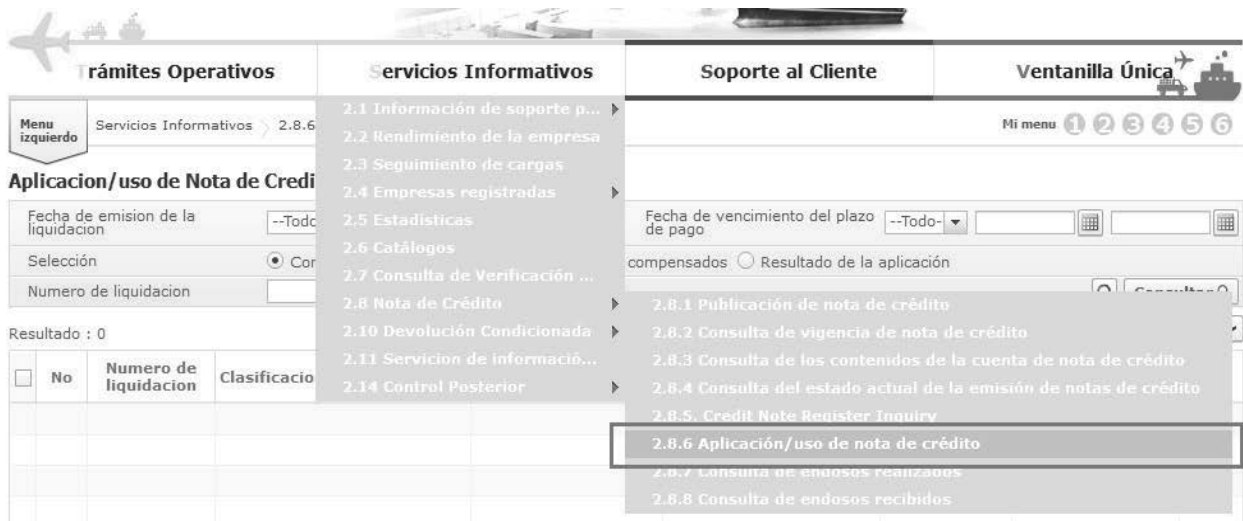 Trámites Operativos
Servicios Informativos
Soporte al Cliente
Ventanilla Única
Menu
izquierdo
Servicios Informativos
2.8.6
Mi menu 1 2 3 4 5 6
Aplicacion/uso de Nota de Credi
Fecha de emision de la
liquidacion
--Todo
Fecha de vencimiento del plazo
de pago
--Todo-
Selección
Con
compensados
Resultado de la aplicación
Numero de liquidacion
Consultar
Resultado : 0
No
Numero de
liquidacion
Clasificacio
2.1 Información de soporte p...
2.2 Rendimiento de la empresa
2.3 Seguimiento de cargas
2.4 Empresas registradas
2.5 Estadísticas
2.6 Catálogos
2.7 Consulta de Verificación ...
2.8 Nota de Crédito
2.10 Devolución Condicionada
2.11 Servicion de informació...
2.14 Control Posterior
2.8.1 Publicación de nota de crédito
2.8.2 Consulta de vigencia de nota de crédito
2.8.3 Consulta de los contenidos de la cuenta de nota de crédito
2.8.4 Consulta del estado actual de la emisión de notas de crédito
2.8.5. Credit Note Register Inquiry
2.8.6 Aplicación/uso de nota de crédito
2.8.7 Consulta de endosos realizados
2.8.8 Consulta de endosos recibidos